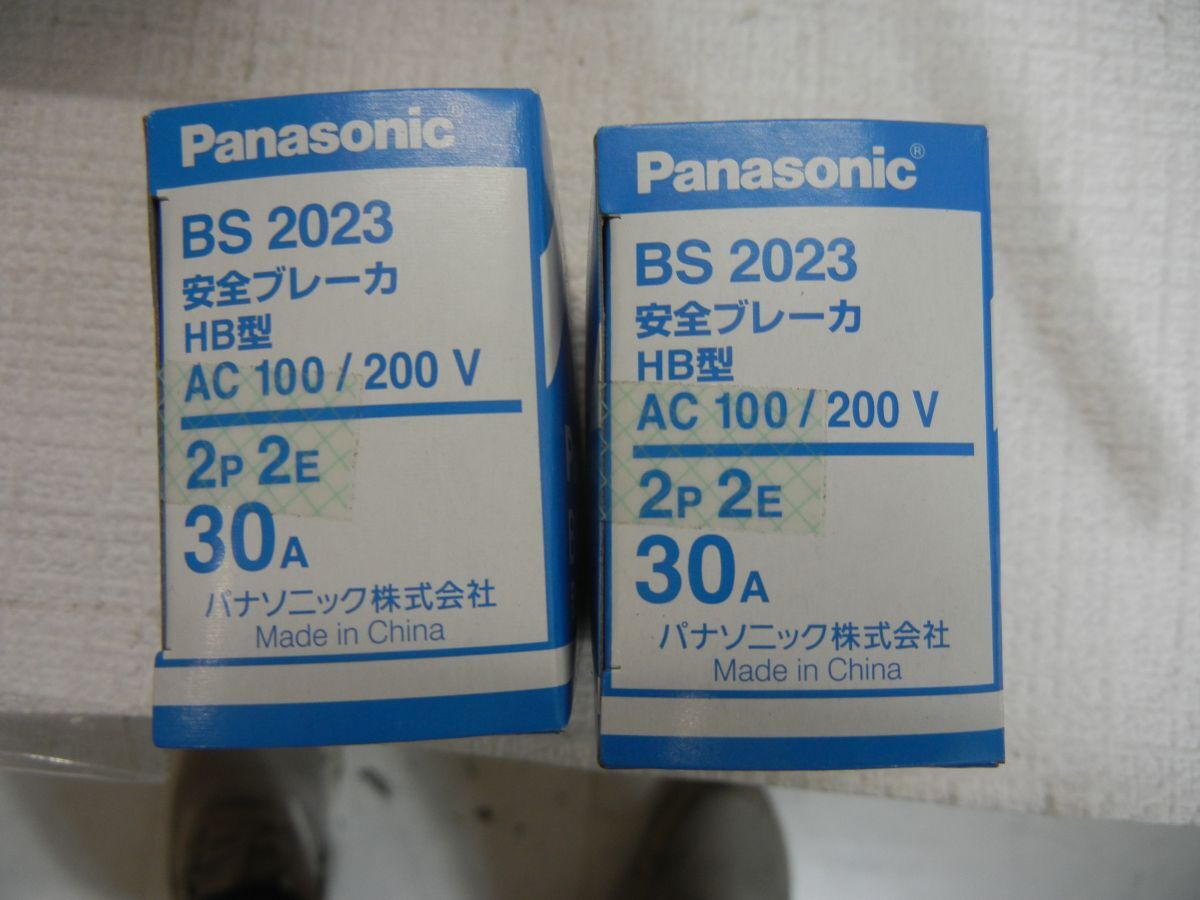 Panasonic®
BS 2023
安全ブレーカ
HB型
AC 100 / 200 V
2P 2E
30A
パナソニック株式会社
Made in China
Panasonic®
BS 2023
安全ブレーカ
HB型
AC 100 / 200 V
2P 2E
30A
パナソニック株式会社
Made in China